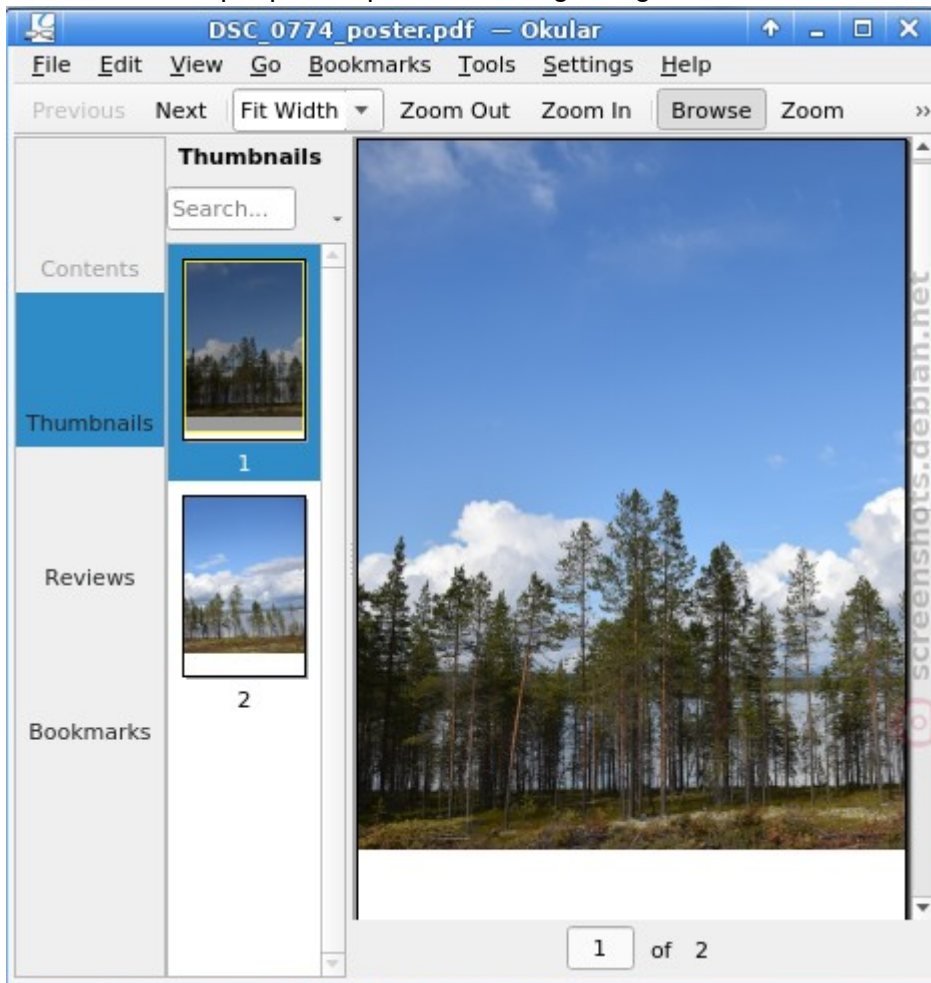 DSC_0774_poster.pdf — Okular
File Edit View Go Bookmarks Tools Settings Help
Previous Next Fit Width Zoom Out Zoom In Browse Zoom »
Thumbnails
Search...
Contents
Thumbnails
1
2
Reviews
Bookmarks
1 of 2
screenshots.debian.net